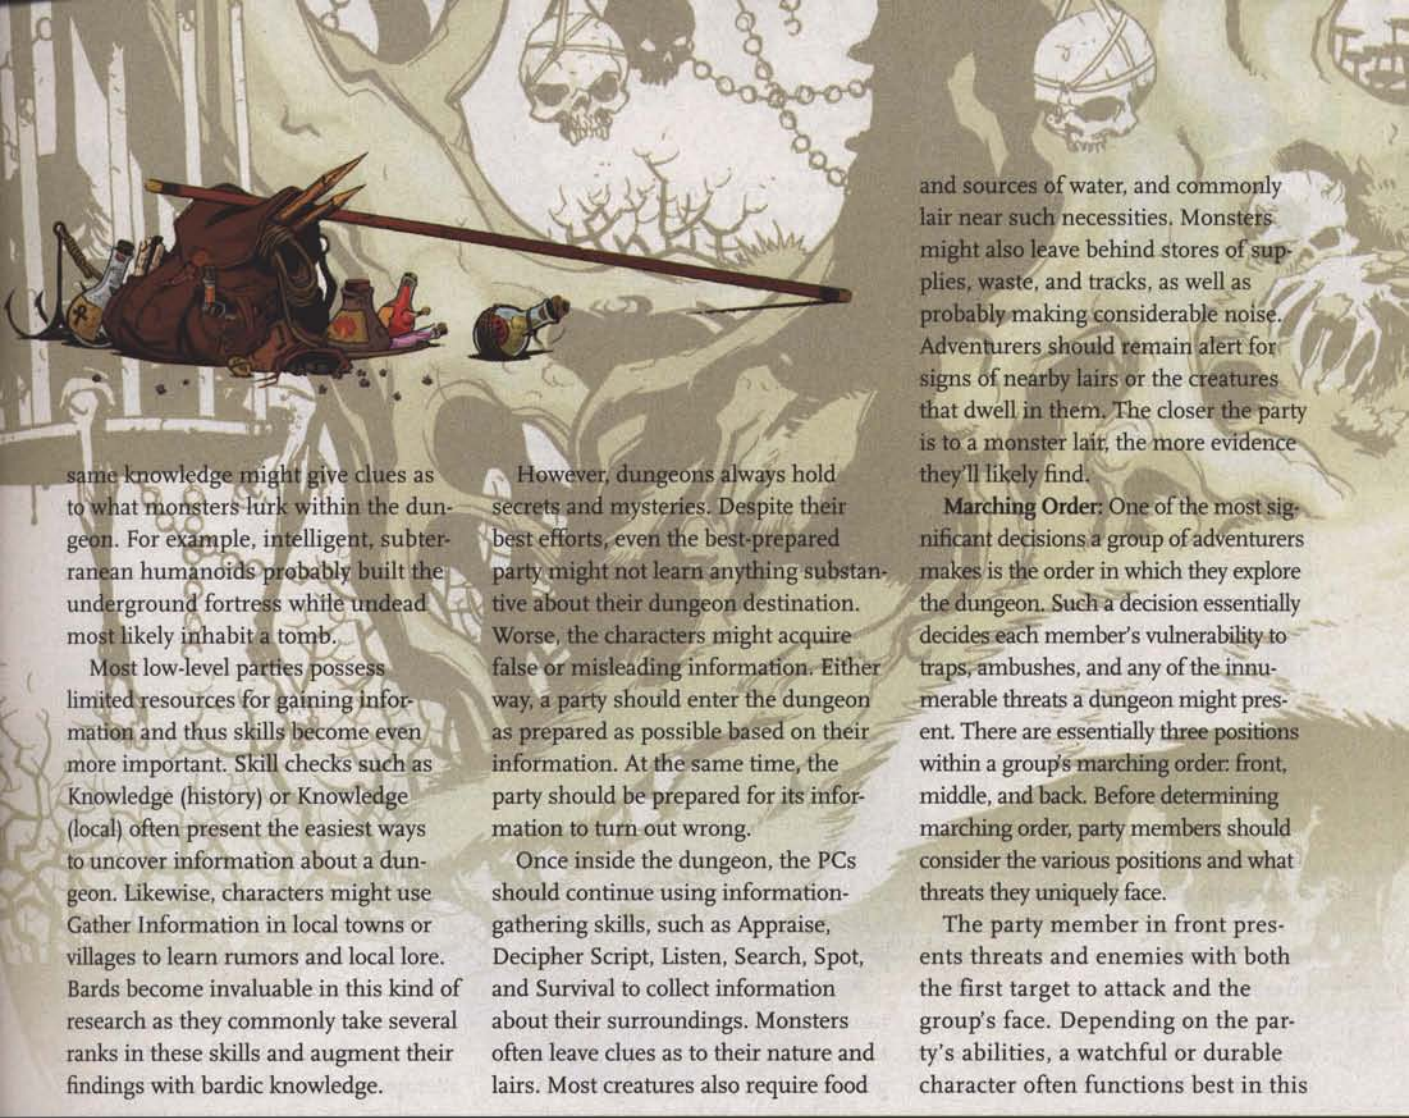 same knowledge might give clues as
to what monsters lurk within the dun-
geon. For example, intelligent, subter-
ranean humanoids probably built the
underground fortress while undead
most likely inhabit a tomb.
Most low-level parties possess
limited resources for gaining infor-
mation and thus skills become even
more important. Skill checks such as
Knowledge (history) or Knowledge
(local) often present the easiest ways
to uncover information about a dun-
geon. Likewise, characters might use
Gather Information in local towns or
villages to learn rumors and local lore.
Bards become invaluable in this kind of
research as they commonly take several
ranks in these skills and augment their
findings with bardic knowledge.
However, dungeons always hold
secrets and mysteries. Despite their
best efforts, even the best-prepared
party might not learn anything substan-
tive about their dungeon destination.
Worse, the characters might acquire
false or misleading information. Either
way, a party should enter the dungeon
as prepared as possible based on their
information. At the same time, the
party should be prepared for its infor-
mation to turn out wrong.
Once inside the dungeon, the PCs
should continue using information-
gathering skills, such as Appraise,
Decipher Script, Listen, Search, Spot,
and Survival to collect information
about their surroundings. Monsters
often leave clues as to their nature and
lairs. Most creatures also require food
and sources of water, and commonly
lair near such necessities. Monsters
might also leave behind stores of sup-
plies, waste, and tracks, as well as
probably making considerable noise.
Adventurers should remain alert for
signs of nearby lairs or the creatures
that dwell in them. The closer the party
is to a monster lair, the more evidence
they'll likely find.
Marching Order: One of the most sig-
nificant decisions a group of adventurers
makes is the order in which they explore
the dungeon. Such a decision essentially
decides each member's vulnerability to
traps, ambushes, and any of the innu-
merable threats a dungeon might pres-
ent. There are essentially three positions
within a group's marching order: front,
middle, and back. Before determining
marching order, party members should
consider the various positions and what
threats they uniquely face.
The party member in front pres-
ents threats and enemies with both
the first target to attack and the
group's face. Depending on the par-
ty's abilities, a watchful or durable
character often functions best in this